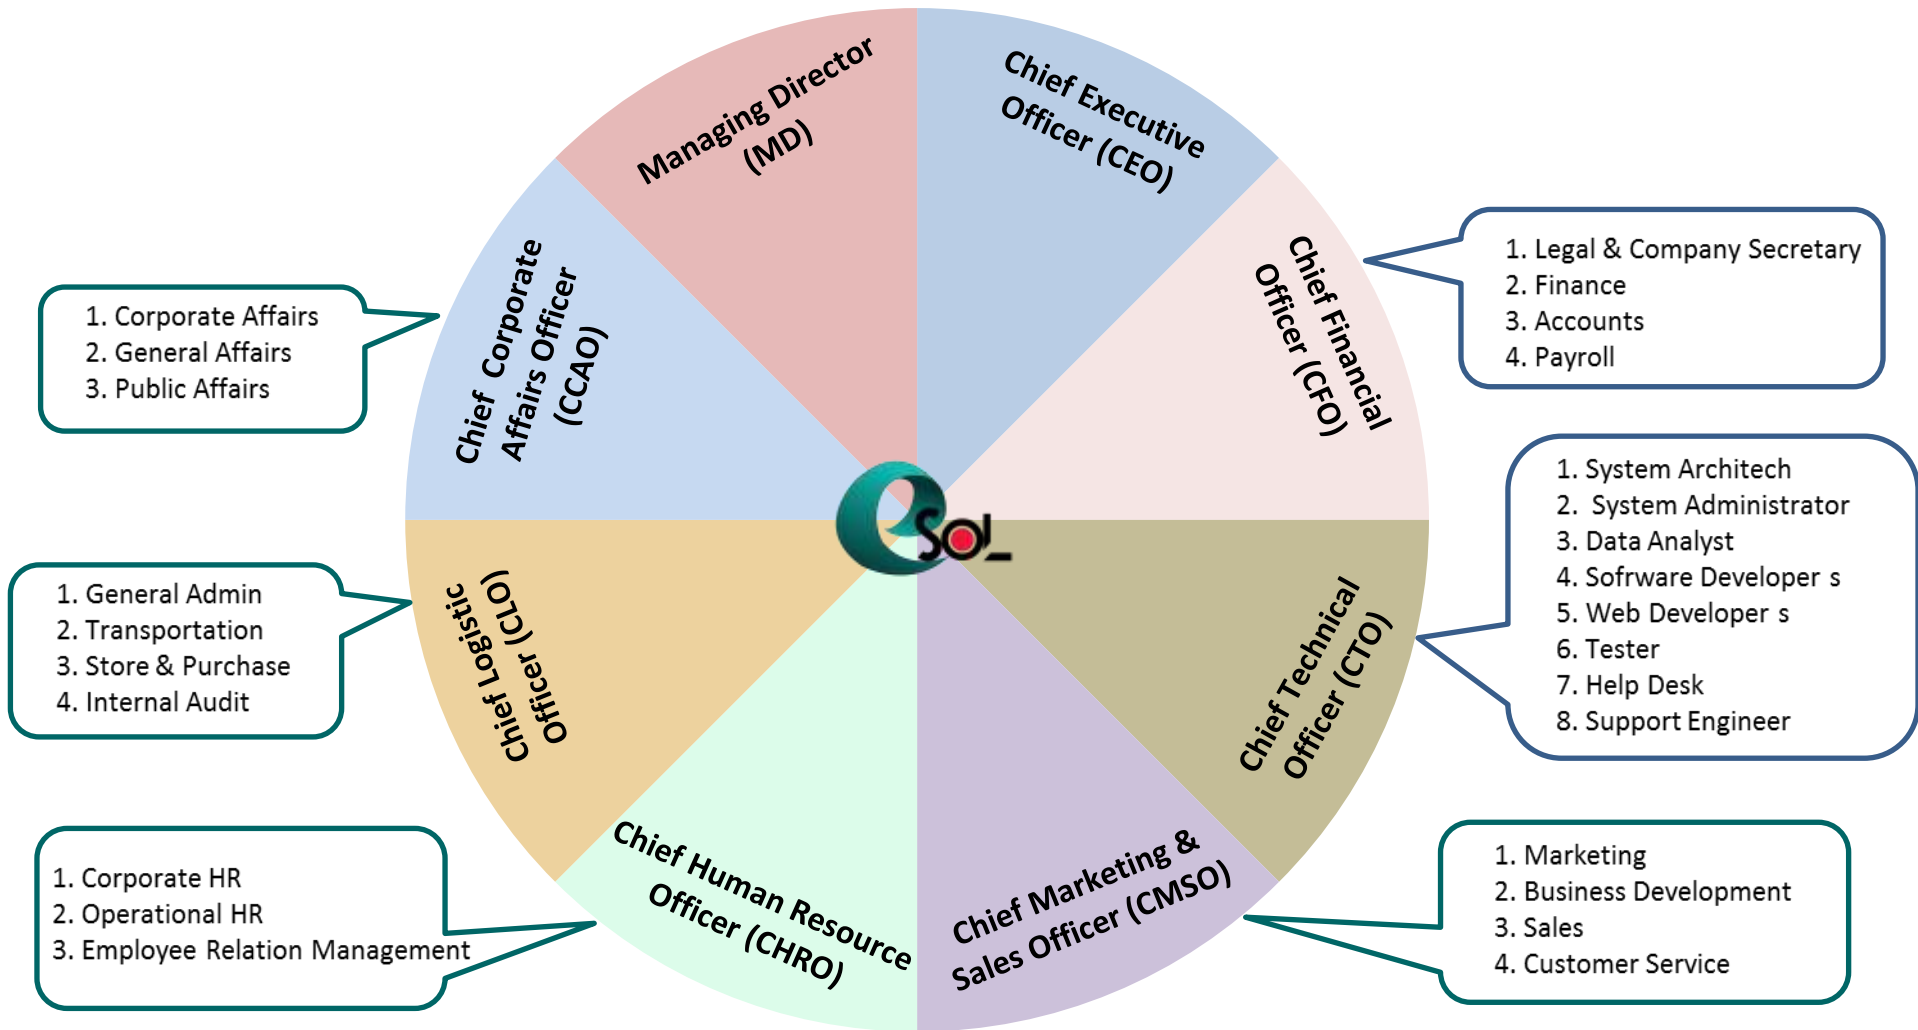 Managing Director
(MD)
Chief Executive
Officer (CEO)
Chief Financial
Officer (CFO)
1. Legal & Company Secretary
2. Finance
3. Accounts
4. Payroll
Chief Technical
Officer (CTO)
1. System Architech
2. System Administrator
3. Data Analyst
4. Sofrware Developer s
5. Web Developer s
6. Tester
7. Help Desk
8. Support Engineer
Chief Marketing &
Sales Officer (CMSO)
1. Marketing
2. Business Development
3. Sales
4. Customer Service
Chief Human Resource
Officer (CHRO)
1. Corporate HR
2. Operational HR
3. Employee Relation Management
Chief Logistic
Officer (CLO)
1. General Admin
2. Transportation
3. Store & Purchase
4. Internal Audit
Chief Corporate
Affairs Officer
(CCAO)
1. Corporate Affairs
2. General Affairs
3. Public Affairs
eSOL